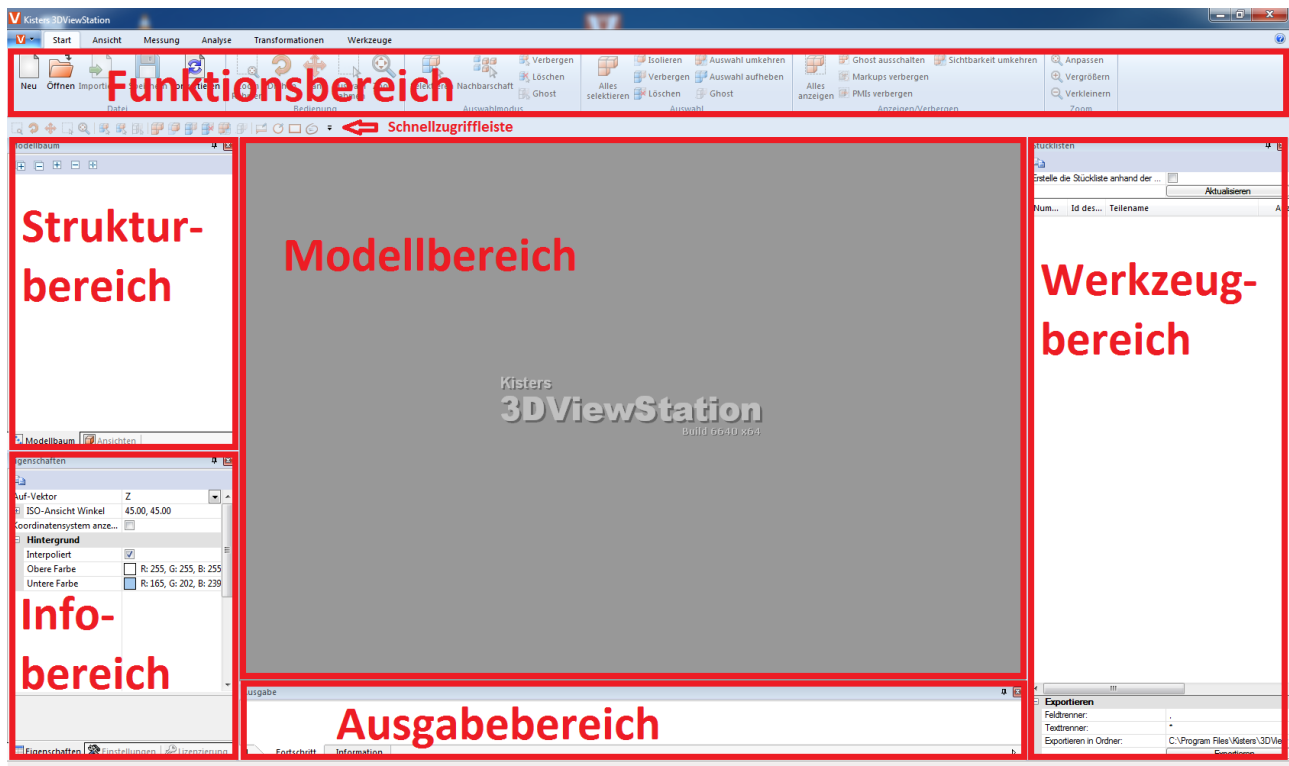 Kisters 3DViewStation
Start Ansicht Messung Analyse Transformationen Werkzeuge
Funktionsbereich
Neu Öffnen
Datei
Bedienung
Nachbarschaft
Verbergen
Löschen
Ghost
Auswahlmodus
Alles selektieren
Isolieren
Verbergen
Löschen
Auswahl umkehren
Auswahl aufheben
Ghost
Auswahl
Alles anzeigen
Ghost ausschalten
Markups verbergen
PMIs verbergen
Sichtbarkeit umkehren
Anzeigen/Verbergen
Anpassen
Vergrößern
Verkleinern
Zoom
Schnellzugriffleiste
Modellbaum
Struktur-
bereich
Modellbaum Ansichten
Eigenschaften
Auf-Vektor Z
ISO-Ansicht Winkel 45.00, 45.00
Koordinatensystem anze...
Hintergrund
Interpoliert
Obere Farbe R: 255, G: 255, B: 255
Untere Farbe R: 165, G: 202, B: 239
Info-
bereich
Eigenschaften Einstellungen Lizenzierung
Modellbereich
Kisters
3DViewStation
Build 6640 x64
Ausgabe
Ausgabebereich
Fortschritt Information
Stücklisten
Erstelle die Stückliste anhand der ...
Aktualisieren
Num... Id des... Teilename
Werkzeug-
bereich
Exportieren
Feldtrenner: ,
Texttrenner: "
Exportieren in Ordner: C:\Program Files\Kisters\3DVie
Exportieren